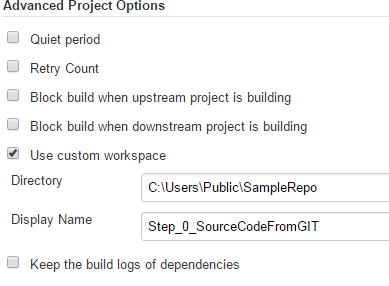 Advanced Project Options
Quiet period
Retry Count
Block build when upstream project is building
Block build when downstream project is building
Use custom workspace
Directory
C:\Users\Public\SampleRepo
Display Name
Step_0_SourceCodeFromGIT
Keep the build logs of dependencies